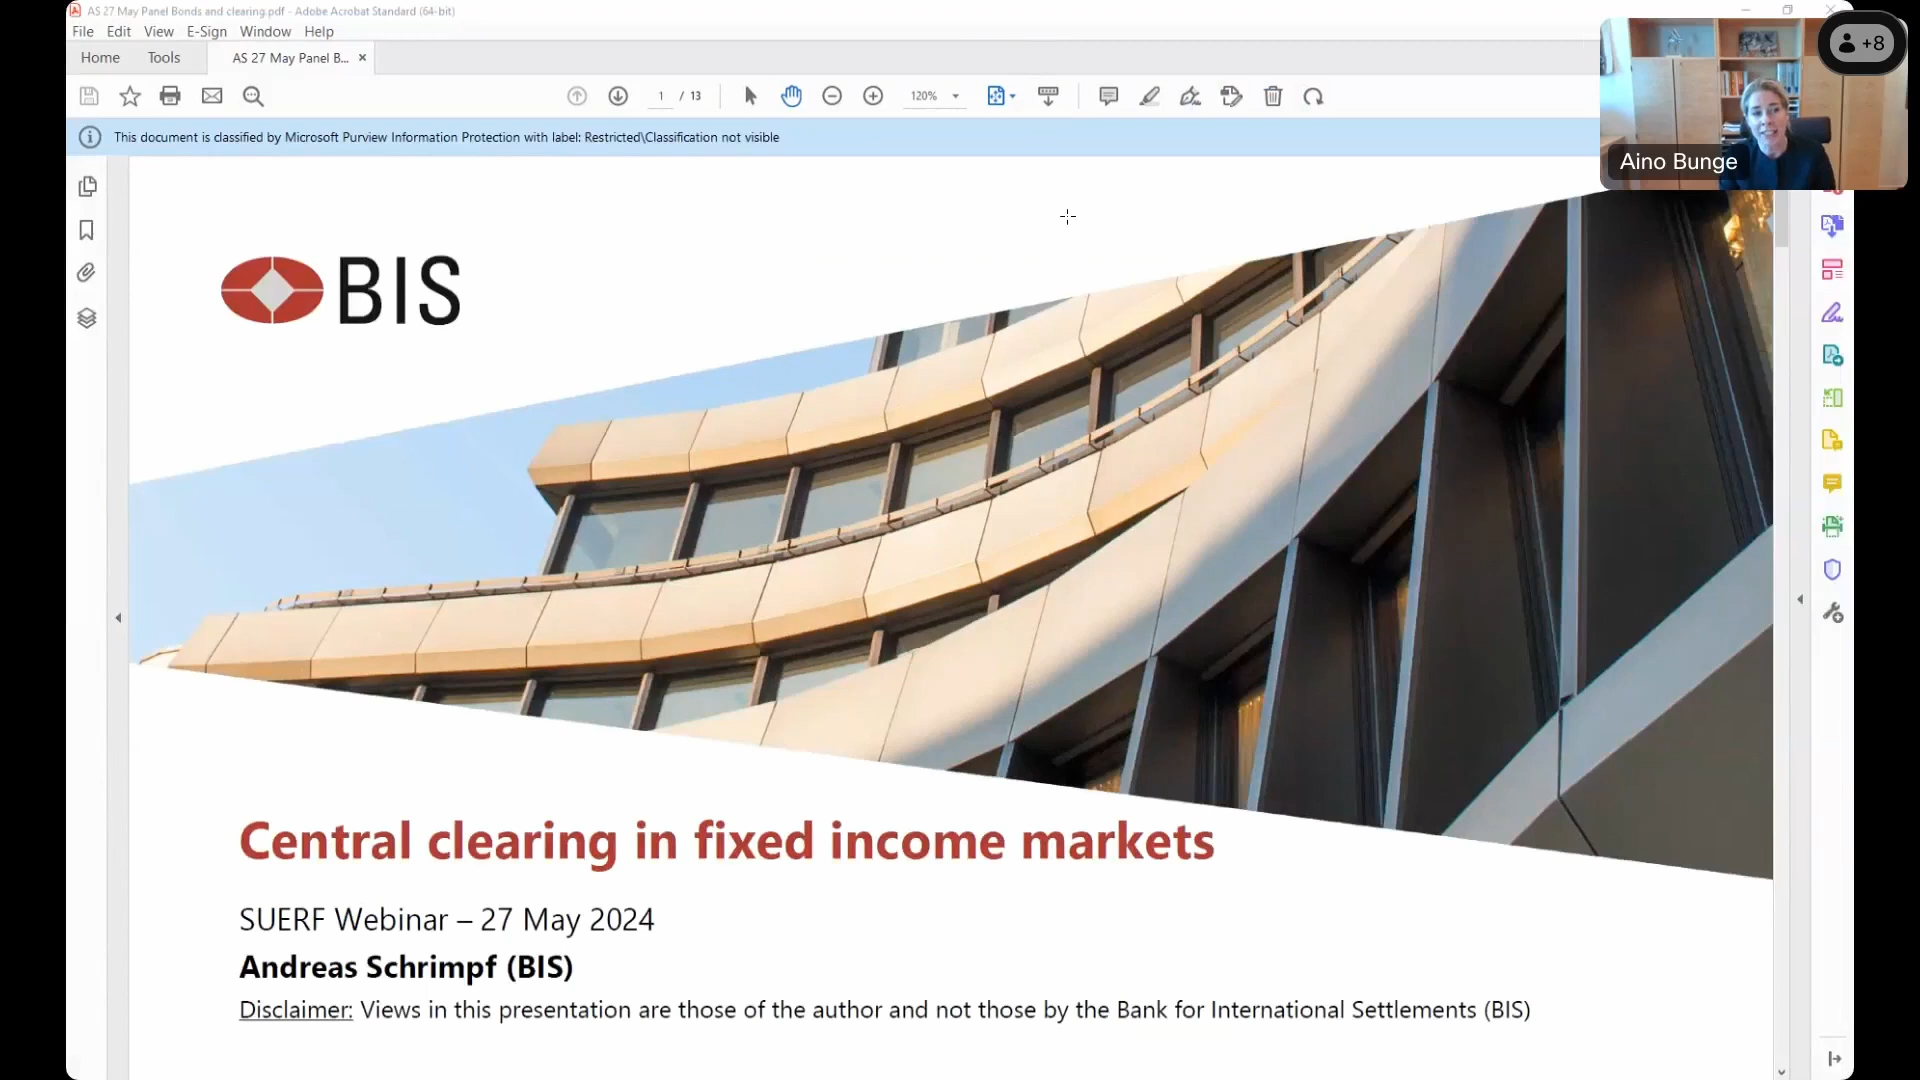 AS 27 May Panel Bonds and clearing.pdf - Adobe Acrobat Standard (64-bit)
File Edit View E-Sign Window Help
Home Tools AS 27 May Panel B... ×
1 / 13 120%
+8
This document is classified by Microsoft Purview Information Protection with label: Restricted\Classification not visible
Aino Bunge
BIS
Central clearing in fixed income markets
SUERF Webinar – 27 May 2024
Andreas Schrimpf (BIS)
Disclaimer: Views in this presentation are those of the author and not those by the Bank for International Settlements (BIS)